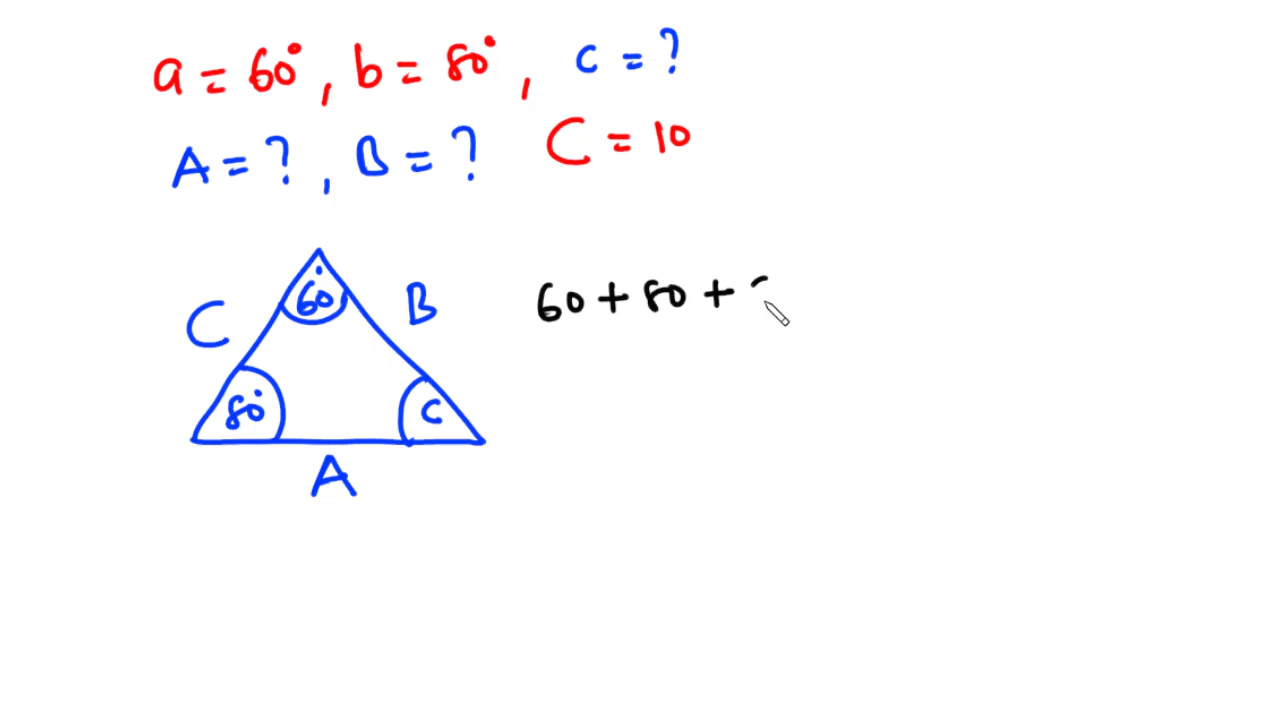 a = 60°, b = 80°, c = ?
A = ?, B = ? C = 10
60°
C B
60 + 80 +
80° c
A